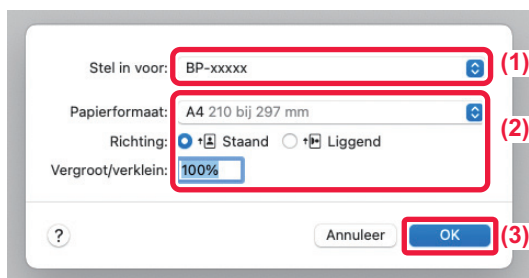 Stel in voor: BP-xxxxx (1)
Papierformaat: A4 210 bij 297 mm
(2)
Richting: Staand Liggend
Vergroot/verklein: 100%
? Annuleer OK (3)